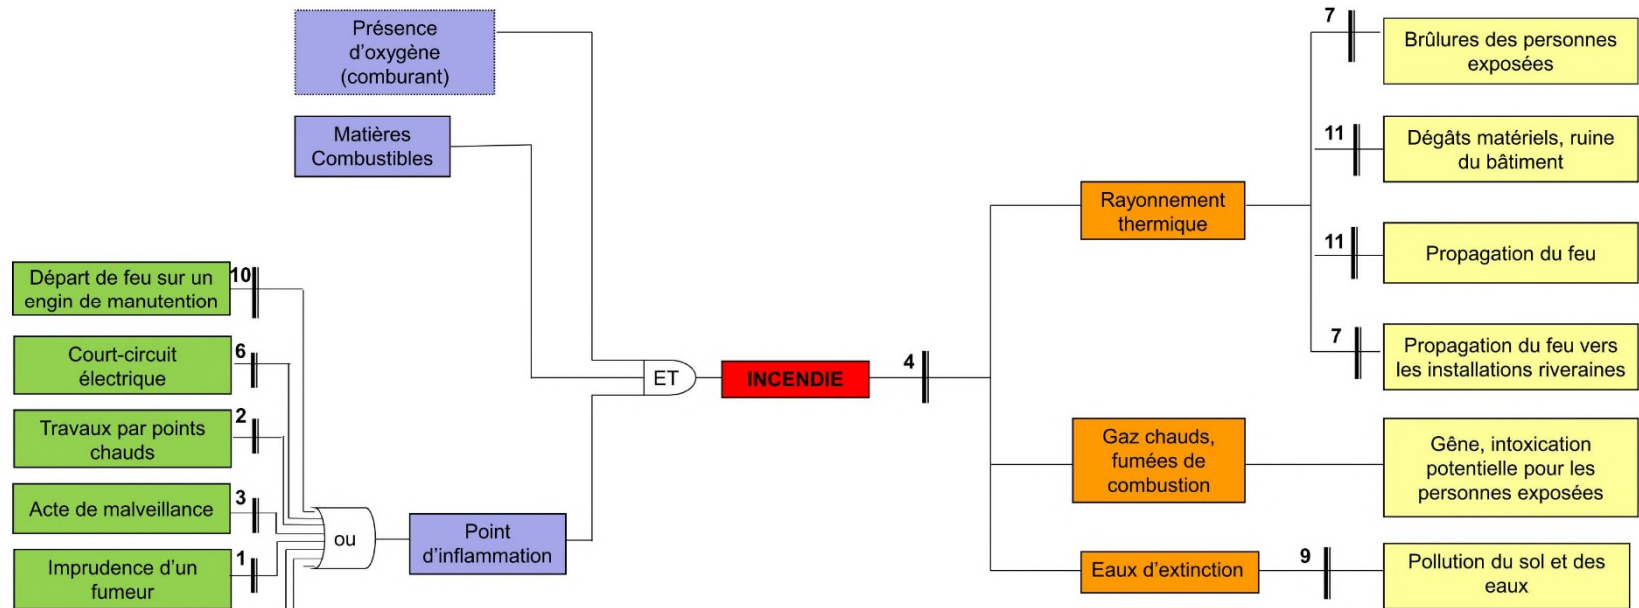 Présence
d'oxygène
(comburant)
Matières
Combustibles
Départ de feu sur un
engin de manutention
10
Court-circuit
électrique
6
Travaux par points
chauds
2
Acte de malveillance
3
Imprudence d'un
fumeur
1
ou
Point
d'inflammation
ET
INCENDIE
4
Rayonnement
thermique
7
Brûlures des personnes
exposées
11
Dégâts matériels, ruine
du bâtiment
11
Propagation du feu
7
Propagation du feu vers
les installations riveraines
Gaz chauds,
fumées de
combustion
Gêne, intoxication
potentielle pour les
personnes exposées
Eaux d'extinction
9
Pollution du sol et des
eaux